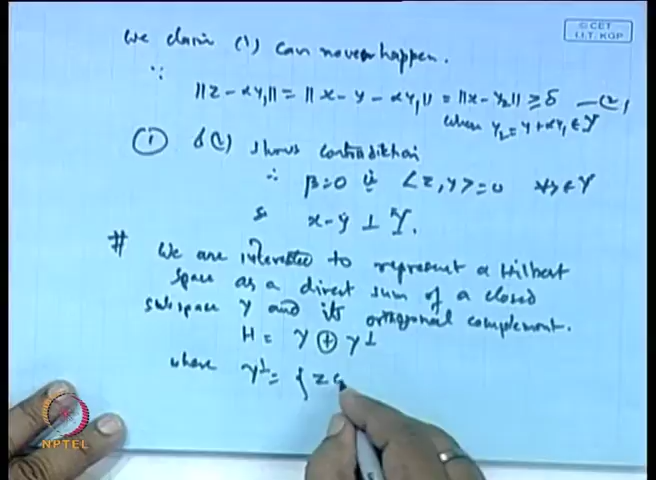 © CET
I.I.T. KGP
We claim (1) can never happen.
∵ ||z - αy₁|| = ||x - y - αy₁|| = ||x - y₂|| ≥ δ —(2)
where y₂ = y + αy₁ ∈ Y
(1) & (2) shows contradiction
∴ β=0 ie <z, y> = 0 ∀ y ∈ Y
so x-y ⊥ Y.
# We are interested to represent a Hilbert
space as a direct sum of a closed
subspace Y and its orthogonal complement.
H = Y ⊕ Y⊥
where Y⊥ = { z ∈
NPTEL